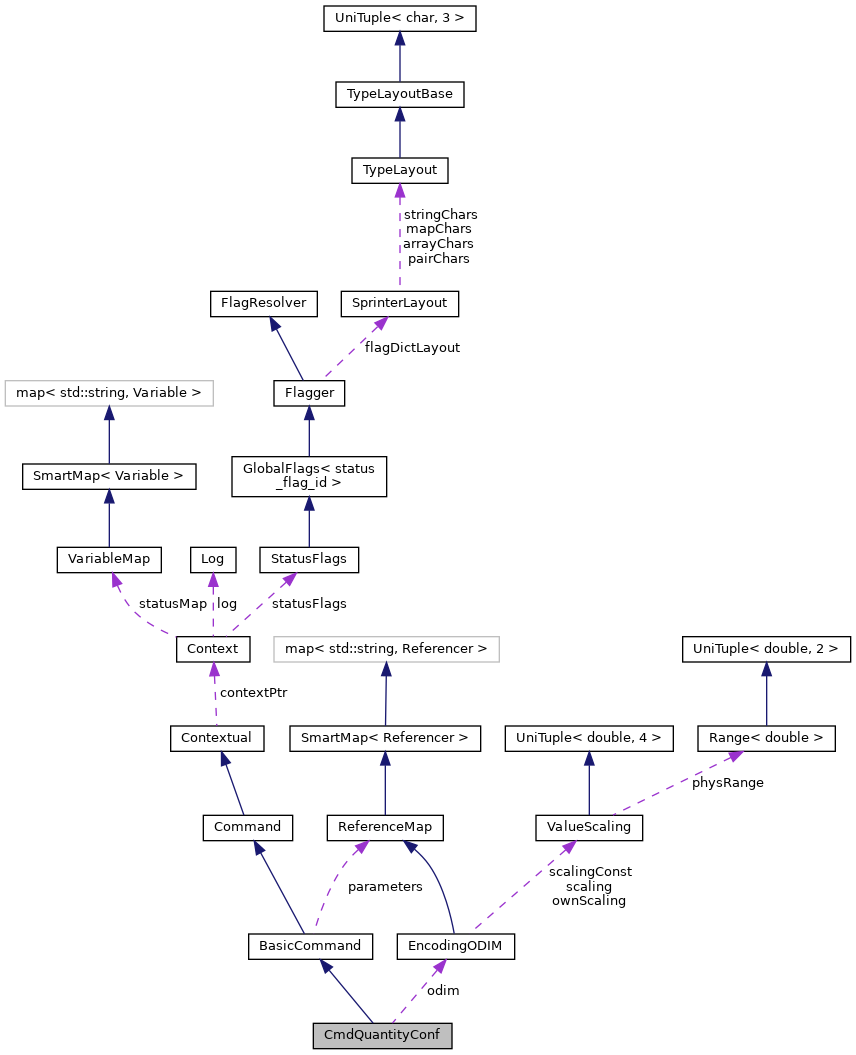 UniTuple< char, 3 >
TypeLayoutBase
TypeLayout
stringChars
mapChars
arrayChars
pairChars
FlagResolver
SprinterLayout
flagDictLayout
map< std::string, Variable >
Flagger
SmartMap< Variable >
GlobalFlags< status
_flag_id >
VariableMap
Log
StatusFlags
statusMap
log
statusFlags
Context
map< std::string, Referencer >
UniTuple< double, 2 >
contextPtr
Contextual
SmartMap< Referencer >
UniTuple< double, 4 >
Range< double >
physRange
Command
ReferenceMap
ValueScaling
parameters
scalingConst
scaling
ownScaling
BasicCommand
EncodingODIM
odim
CmdQuantityConf